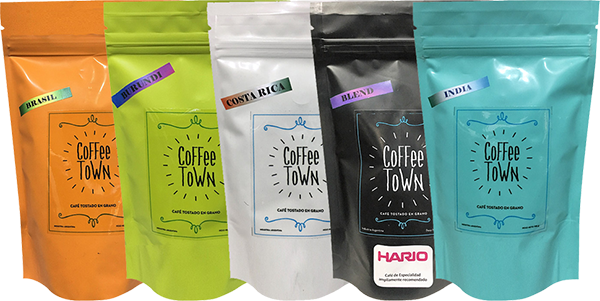 BRASIL
CoFFee
ToWN
CAFÉ TOSTADO EN GRANO
BURUNDI
CoFFee
ToWN
CAFÉ TOSTADO EN GRANO
COSTA RICA
CoFFee
ToWN
CAFÉ TOSTADO EN GRANO
BLEND
CoFFee
ToWN
CAFÉ TOSTADO EN GRANO
HARIO
Café de Especialidad
ampliamente recomendado
INDIA
CoFFee
ToWN
CAFÉ TOSTADO EN GRANO